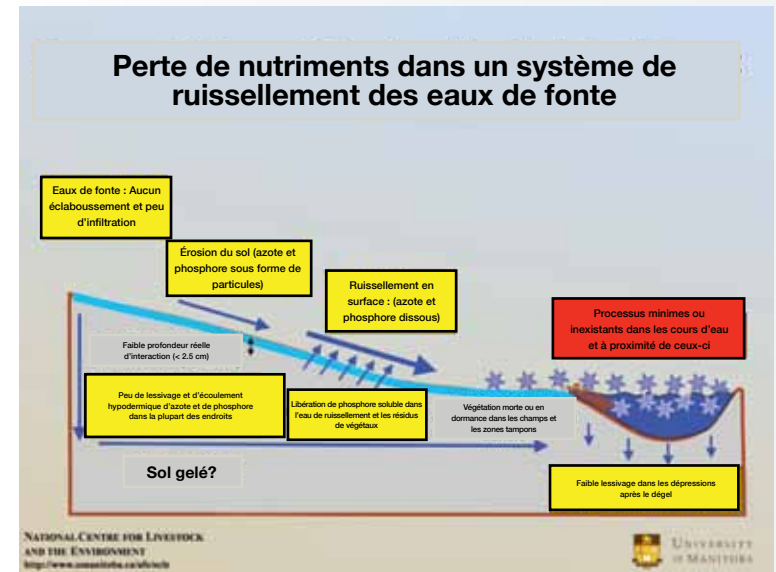 Perte de nutriments dans un système de
ruissellement des eaux de fonte
Eaux de fonte : Aucun
éclaboussement et peu
d'infiltration
Érosion du sol (azote et
phosphore sous forme de
particules)
Ruissellement en
surface : (azote et
phosphore dissous)
Processus minimes ou
inexistants dans les cours d'eau
et à proximité de ceux-ci
Faible profondeur réelle
d'interaction (< 2.5 cm)
Peu de lessivage et d'écoulement
hypodermique d'azote et de phosphore
dans la plupart des endroits
Libération de phosphore soluble dans
l'eau de ruissellement et les résidus
de végétaux
Végétation morte ou en
dormance dans les champs et
les zones tampons
Sol gelé?
Faible lessivage dans les dépressions
après le dégel
NATIONAL CENTRE FOR LIVESTOCK
AND THE ENVIRONMENT
UNIVERSITY
OF MANITOBA